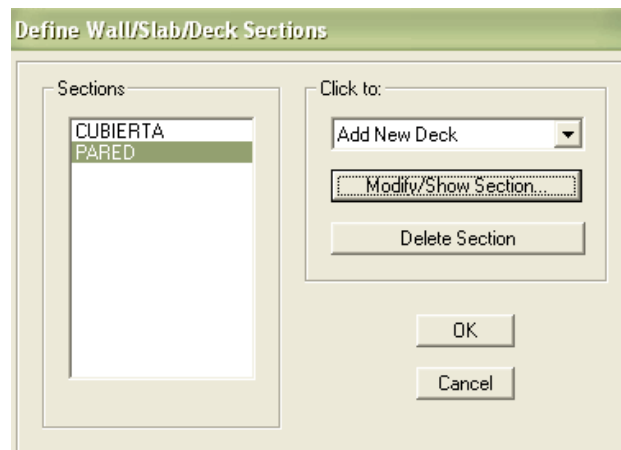 Define Wall/Slab/Deck Sections
Sections
CUBIERTA
PARED
Click to:
Add New Deck
Modify/Show Section...
Delete Section
OK
Cancel